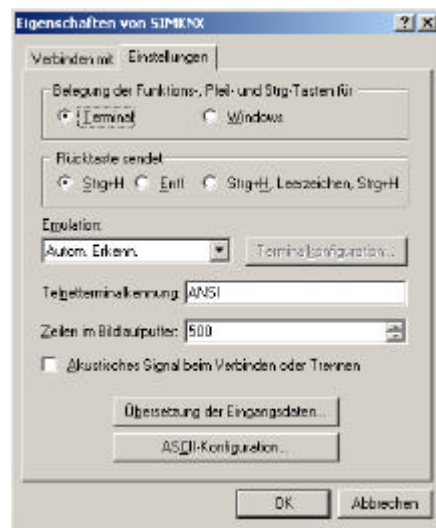 Eigenschaften von SIMKNX
Verbinden mit Einstellungen
Belegung der Funktions-, Pfeil- und Strg-Tasten für
Terminal Windows
Rücktaste sendet
Strg+H Entf Strg+H, Leerzeichen, Strg+H
Emulation:
Autom. Erkenn. Terminalkonfiguration...
Telnetterminalkennung: ANSI
Zeilen im Bildlaufpuffer: 500
Akustisches Signal beim Verbinden oder Trennen
Übersetzung der Eingangsdaten...
ASCII-Konfiguration...
OK Abbrechen